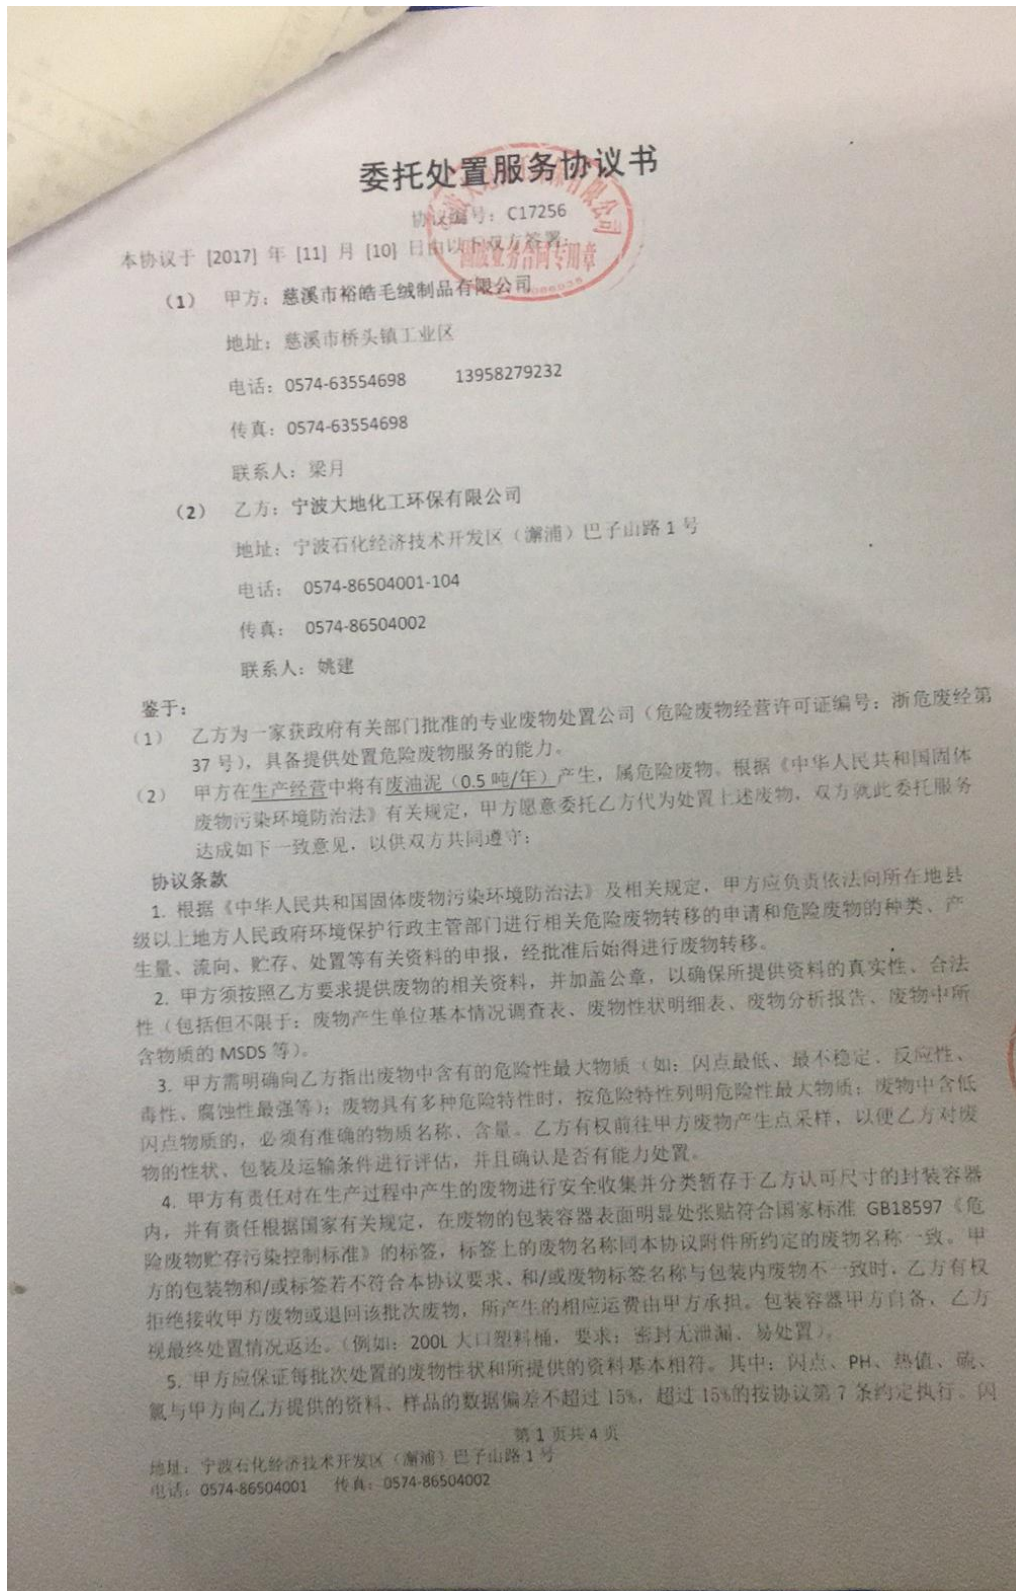 委托处置服务协议书
协议编号：C17256
本协议于 [2017] 年 [11] 月 [10] 日由以下双方签署：
固废业务合同专用章
（1） 甲方：慈溪市裕皓毛绒制品有限公司
地址：慈溪市桥头镇工业区
电话：0574-63554698 13958279232
传真：0574-63554698
联系人：梁月
（2） 乙方：宁波大地化工环保有限公司
地址：宁波石化经济技术开发区（澥浦）巴子山路 1 号
电话： 0574-86504001-104
传真： 0574-86504002
联系人：姚建
鉴于：
（1） 乙方为一家获政府有关部门批准的专业废物处置公司（危险废物经营许可证编号：浙危废经第
37 号），具备提供处置危险废物服务的能力。
（2） 甲方在生产经营中将有废油泥（0.5 吨/年）产生，属危险废物。根据《中华人民共和国固体
废物污染环境防治法》有关规定，甲方愿意委托乙方代为处置上述废物，双方就此委托服务
达成如下一致意见，以供双方共同遵守：
协议条款
1. 根据《中华人民共和国固体废物污染环境防治法》及相关规定，甲方应负责依法向所在地县
级以上地方人民政府环境保护行政主管部门进行相关危险废物转移的申请和危险废物的种类、产
生量、流向、贮存、处置等有关资料的申报，经批准后始得进行废物转移。
2. 甲方须按照乙方要求提供废物的相关资料，并加盖公章，以确保所提供资料的真实性、合法
性（包括但不限于：废物产生单位基本情况调查表、废物性状明细表、废物分析报告、废物中所
含物质的 MSDS 等）。
3. 甲方需明确向乙方指出废物中含有的危险性最大物质（如：闪点最低、最不稳定、反应性、
毒性、腐蚀性最强等）；废物具有多种危险特性时，按危险特性列明危险性最大物质；废物中含低
闪点物质的，必须有准确的物质名称、含量。乙方有权前往甲方废物产生点采样，以便乙方对废
物的性状、包装及运输条件进行评估，并且确认是否有能力处置。
4. 甲方有责任对在生产过程中产生的废物进行安全收集并分类暂存于乙方认可尺寸的封装容器
内，并有责任根据国家有关规定，在废物的包装容器表面明显处张贴符合国家标准 GB18597《危
险废物贮存污染控制标准》的标签，标签上的废物名称同本协议附件所约定的废物名称一致。甲
方的包装物和/或标签若不符合本协议要求、和/或废物标签名称与包装内废物不一致时，乙方有权
拒绝接收甲方废物或退回该批次废物，所产生的相应运费由甲方承担。包装容器甲方自备，乙方
视最终处置情况返还。（例如：200L 大口塑料桶，要求：密封无泄漏、易处置）。
5. 甲方应保证每批次处置的废物性状和所提供的资料基本相符。其中：闪点、PH、热值、硫、
氯与甲方向乙方提供的资料、样品的数据偏差不超过 15%，超过 15%的按协议第 7 条约定执行。闪
第 1 页共 4 页
地址：宁波石化经济技术开发区（澥浦）巴子山路 1 号
电话：0574-86504001 传真：0574-86504002